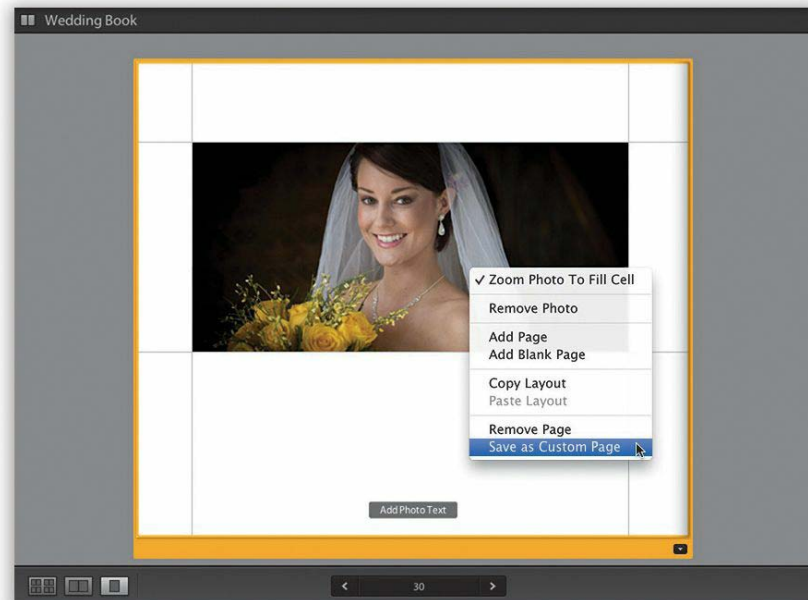 Wedding Book
✓ Zoom Photo To Fill Cell
Remove Photo
Add Page
Add Blank Page
Copy Layout
Paste Layout
Remove Page
Save as Custom Page
Add Photo Text
30